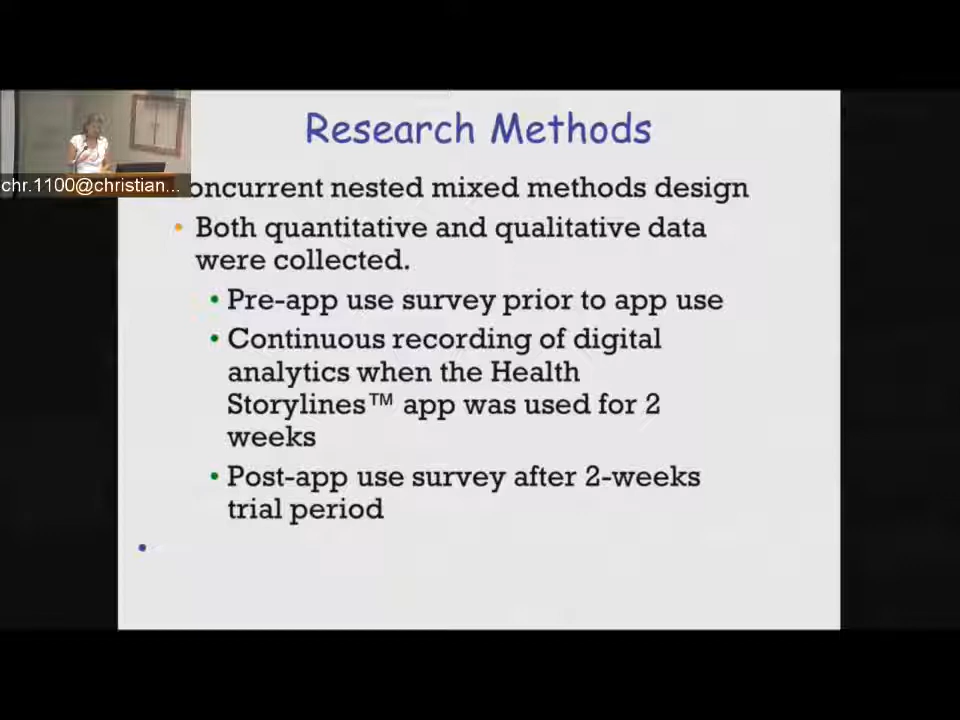 Research Methods
chr.1100@christian...
oncurrent nested mixed methods design
• Both quantitative and qualitative data
were collected.
• Pre-app use survey prior to app use
• Continuous recording of digital
analytics when the Health
Storylines™ app was used for 2
weeks
• Post-app use survey after 2-weeks
trial period
•